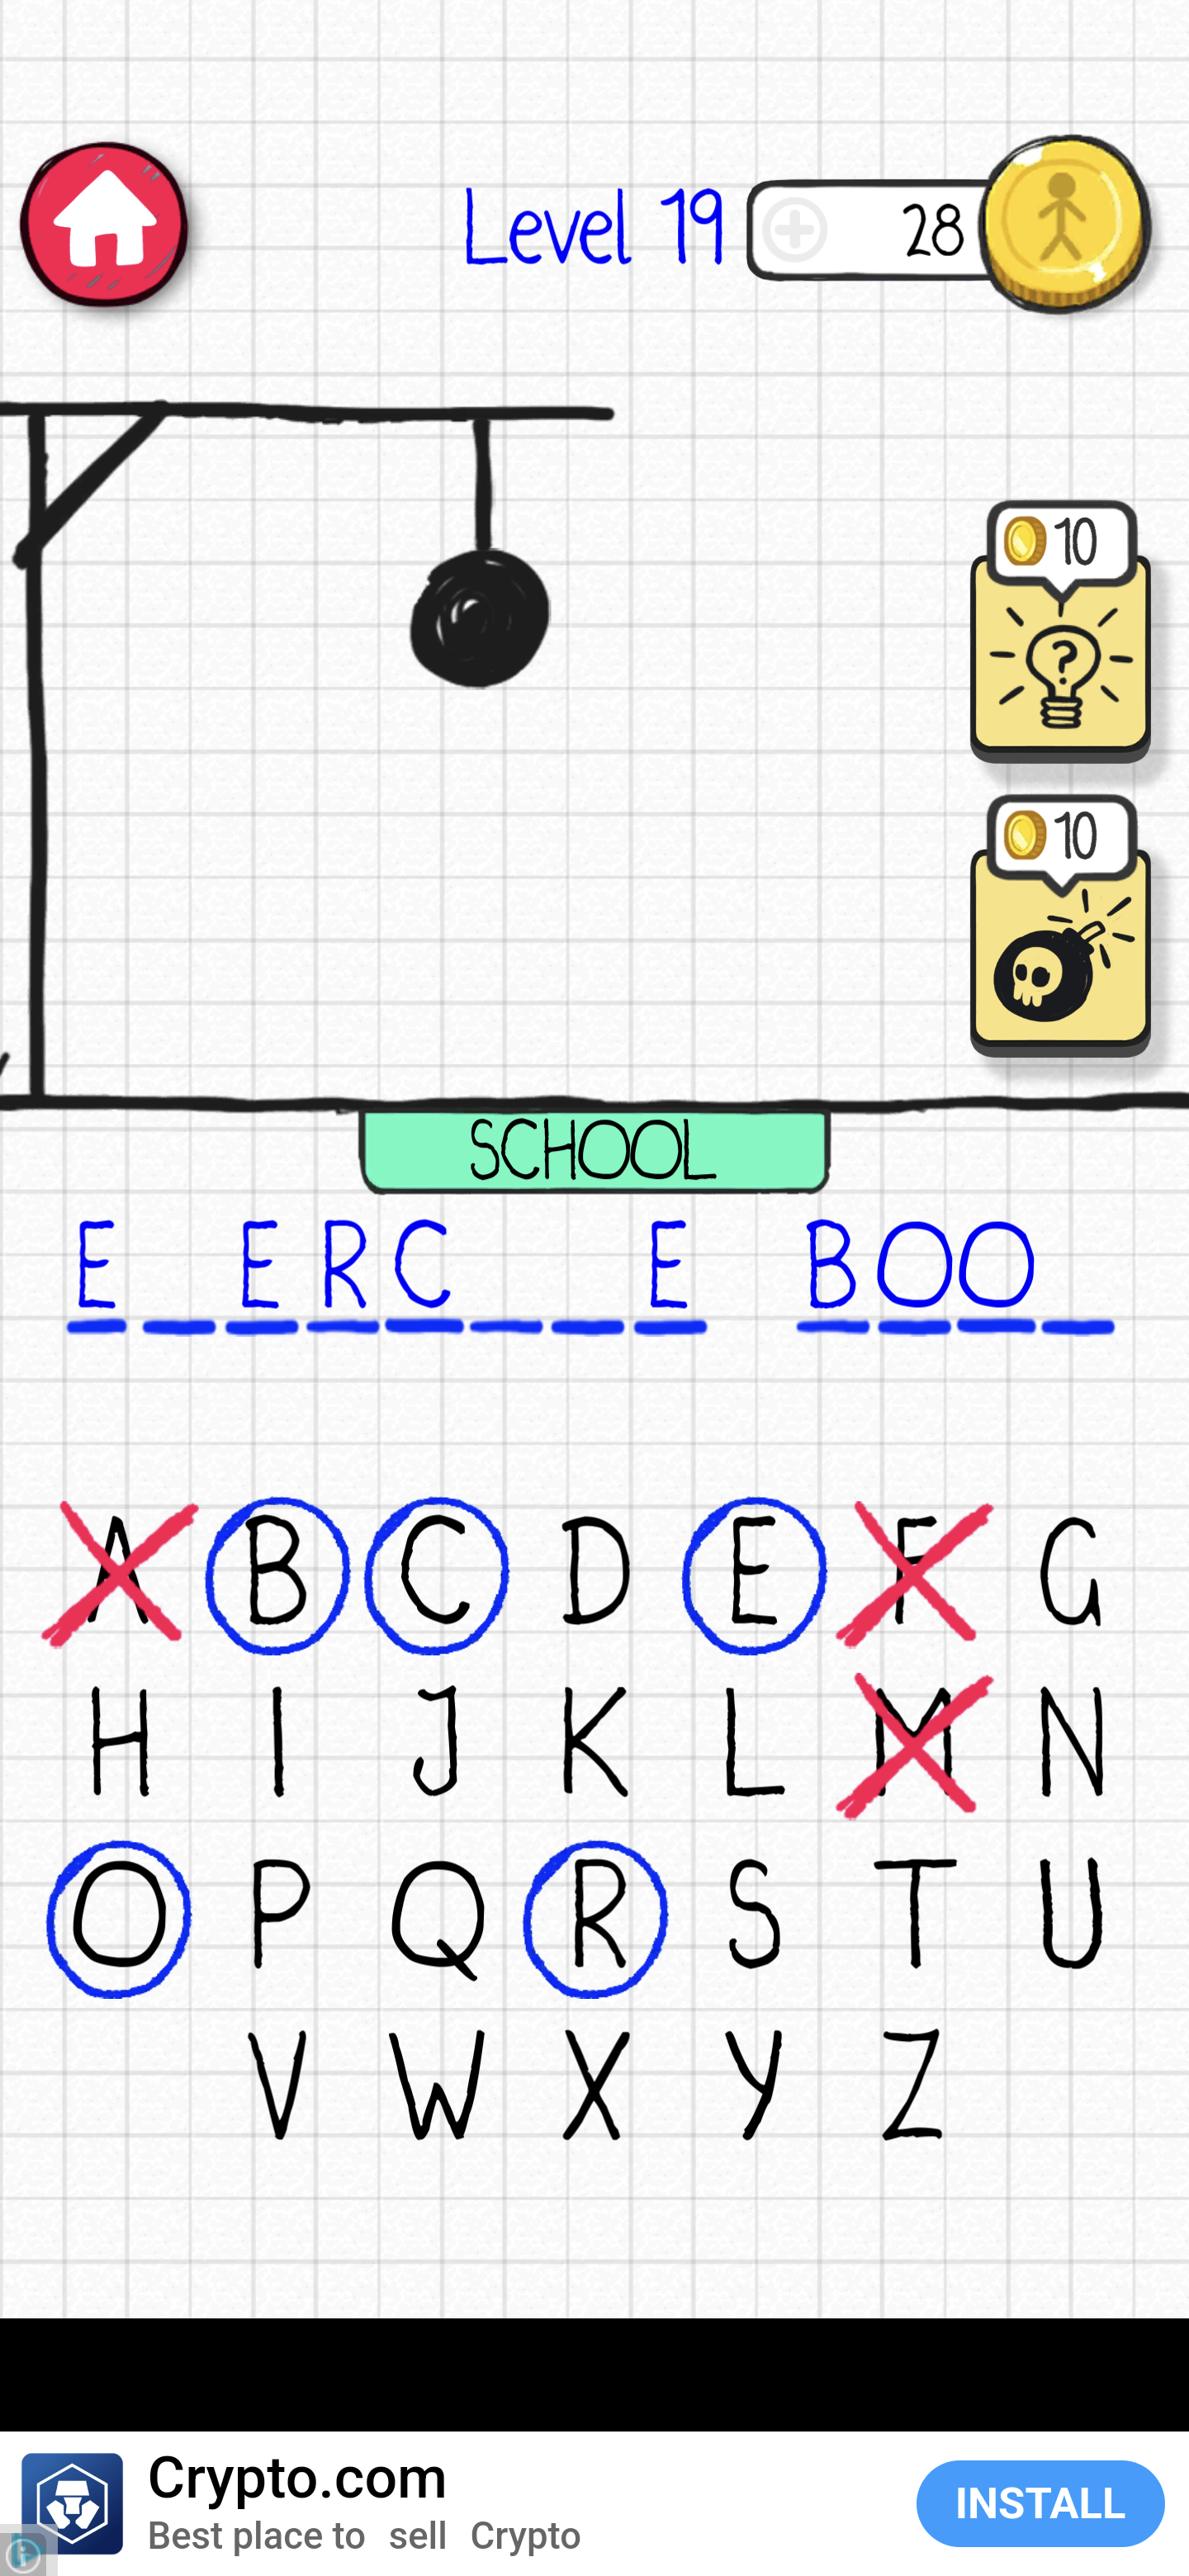 Level 19
28
10
?
10
SCHOOL
E _ E R C _ _ E B O O _
A B C D E F G
H I J K L M N
O P Q R S T U
V W X Y Z
Crypto.com
Best place to sell Crypto
INSTALL